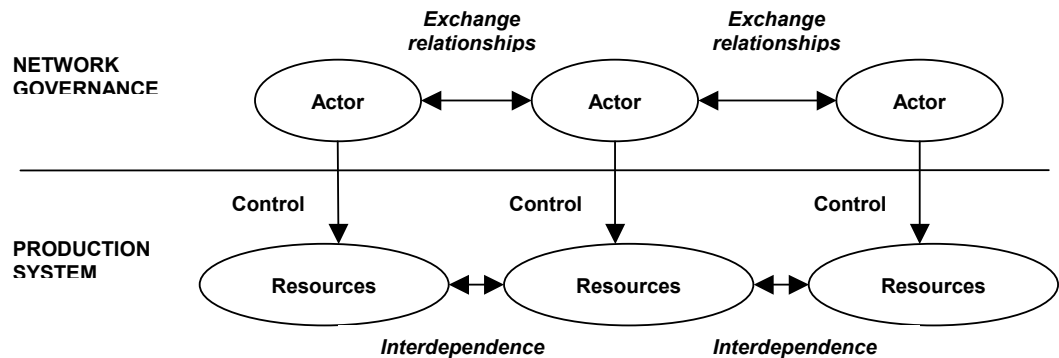 Exchange
relationships
Exchange
relationships
NETWORK
GOVERNANCE
Actor
Actor
Actor
Control
Control
Control
PRODUCTION
SYSTEM
Resources
Resources
Resources
Interdependence
Interdependence